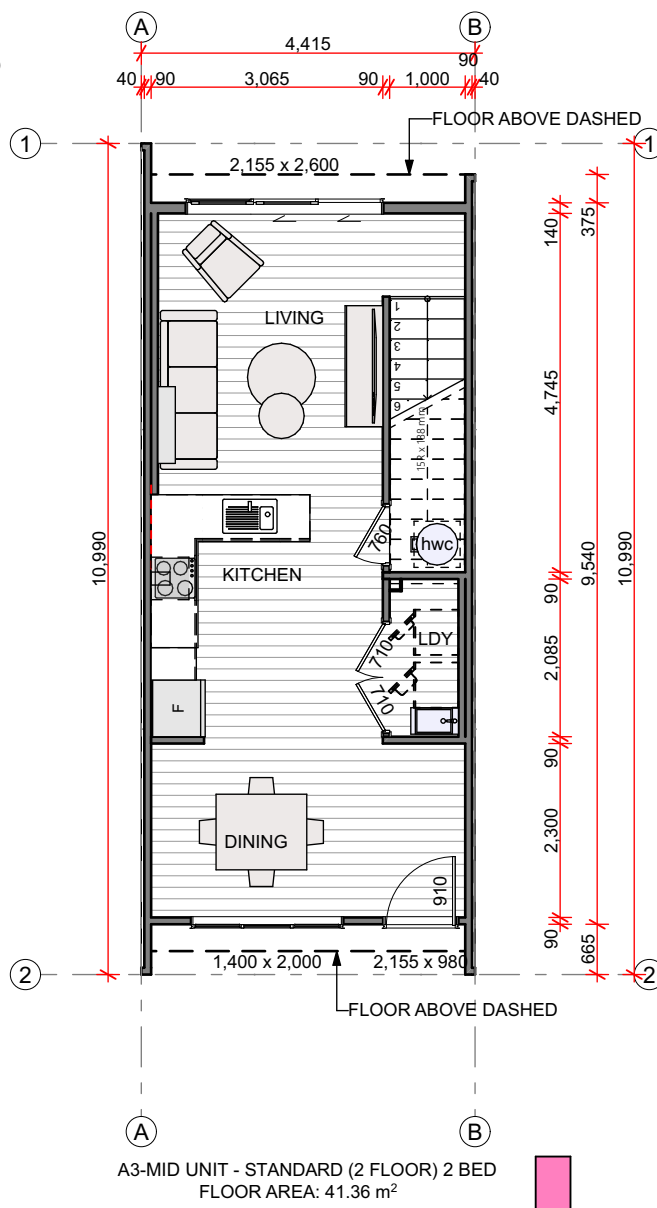 A
B
4,415
90
40
90
3,065
90
1,000
40
FLOOR ABOVE DASHED
1
1
2,155 x 2,600
140
375
LIVING
1
2
3
4
5
6
4,745
15R x 188 mm
760
hwc
10,990
9,540
10,990
KITCHEN
90
LDY
710
2,085
710
F
90
DINING
2,300
910
90
665
1,400 x 2,000
2,155 x 980
2
2
FLOOR ABOVE DASHED
A
B
A3-MID UNIT - STANDARD (2 FLOOR) 2 BED
FLOOR AREA: 41.36 m²